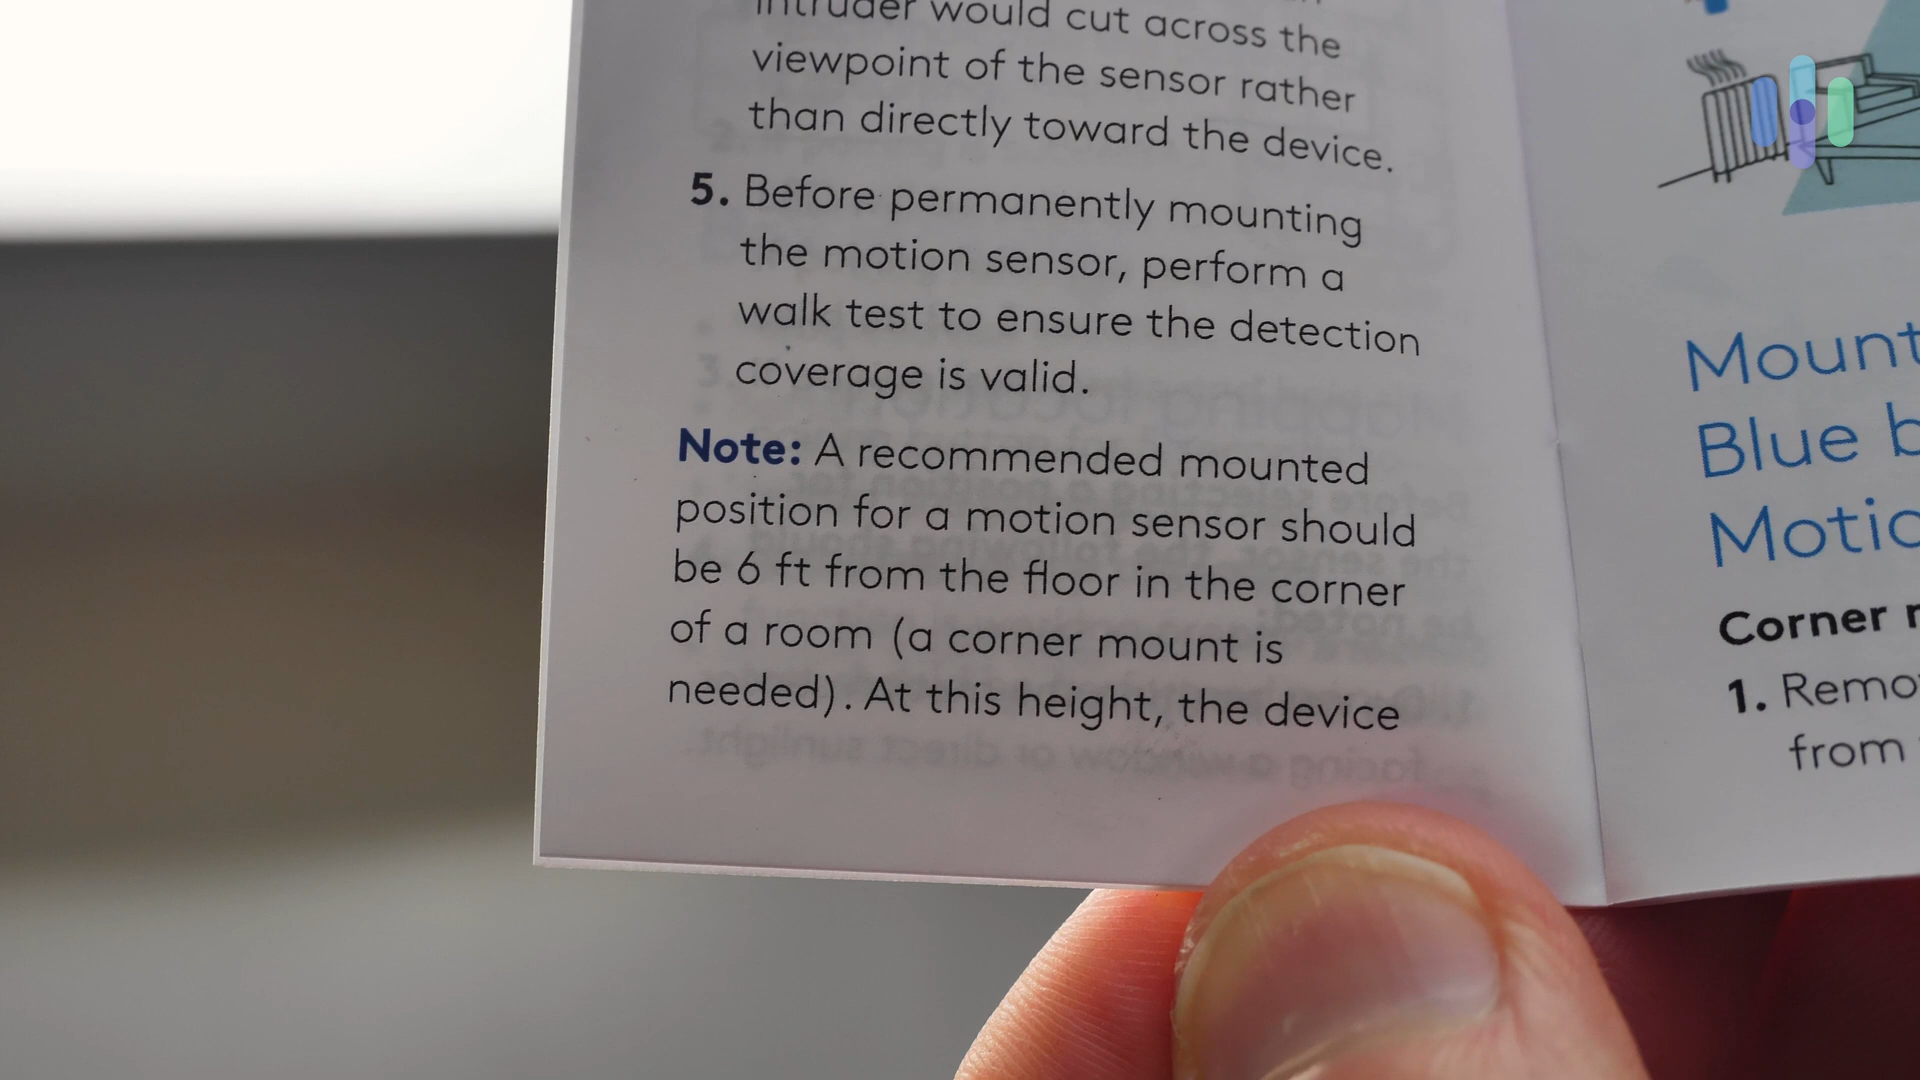 intruder would cut across the
viewpoint of the sensor rather
than directly toward the device.
5. Before permanently mounting
the motion sensor, perform a
walk test to ensure the detection
coverage is valid.
Note: A recommended mounted
position for a motion sensor should
be 6 ft from the floor in the corner
of a room (a corner mount is
needed). At this height, the device
Mount
Blue b
Motio
Corner
1. Remo
from